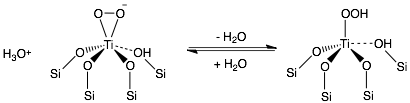 O O −
H₃O⁺ Ti OH
O O O
Si Si Si Si
- H₂O
+ H₂O
OOH
Ti OH
O O O
Si Si Si Si